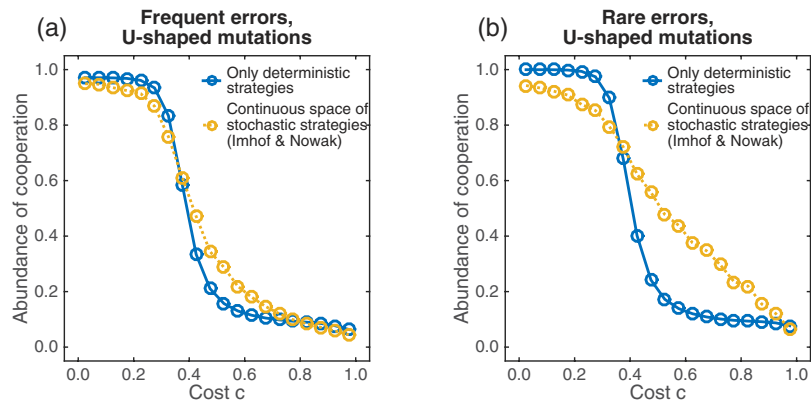 (a)
Frequent errors,
U-shaped mutations
Abundance of cooperation
1.0
0.8
0.6
0.4
0.2
0.0
Only deterministic
strategies
Continuous space of
stochastic strategies
(Imhof & Nowak)
0.0 0.2 0.4 0.6 0.8 1.0
Cost c
(b)
Rare errors,
U-shaped mutations
Abundance of cooperation
1.0
0.8
0.6
0.4
0.2
0.0
Only deterministic
strategies
Continuous space of
stochastic strategies
(Imhof & Nowak)
0.0 0.2 0.4 0.6 0.8 1.0
Cost c